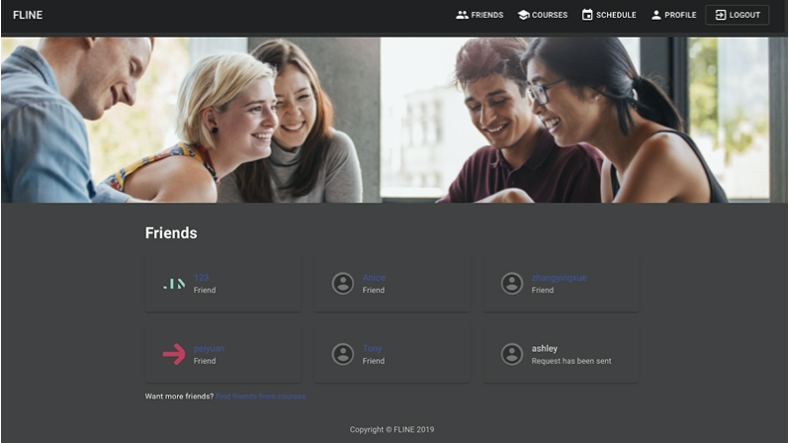 FLINE
FRIENDS COURSES SCHEDULE PROFILE LOGOUT
Friends
123
Friend
Anice
Friend
zhangyingxue
Friend
peiyuan
Friend
Tony
Friend
ashley
Request has been sent
Want more friends? Find friends from courses
Copyright © FLINE 2019